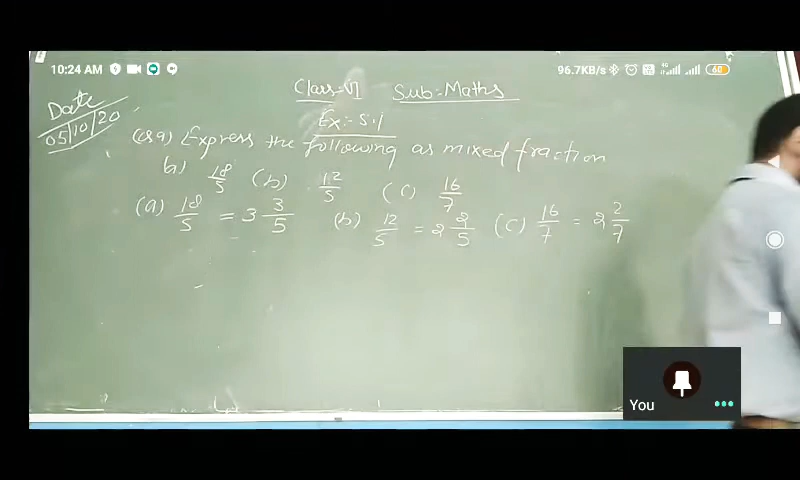 10:24 AM 96.7KB/s 4G 60
Class-VI Sub-Maths
Date
05/10/20
Ex:- 5.1
Express the following as mixed fraction
18/5 (b) 12/5 (c) 16/7
(a) 18/5 = 3 3/5 (b) 12/5 = 2 2/5 (c) 16/7 = 2 2/7
You